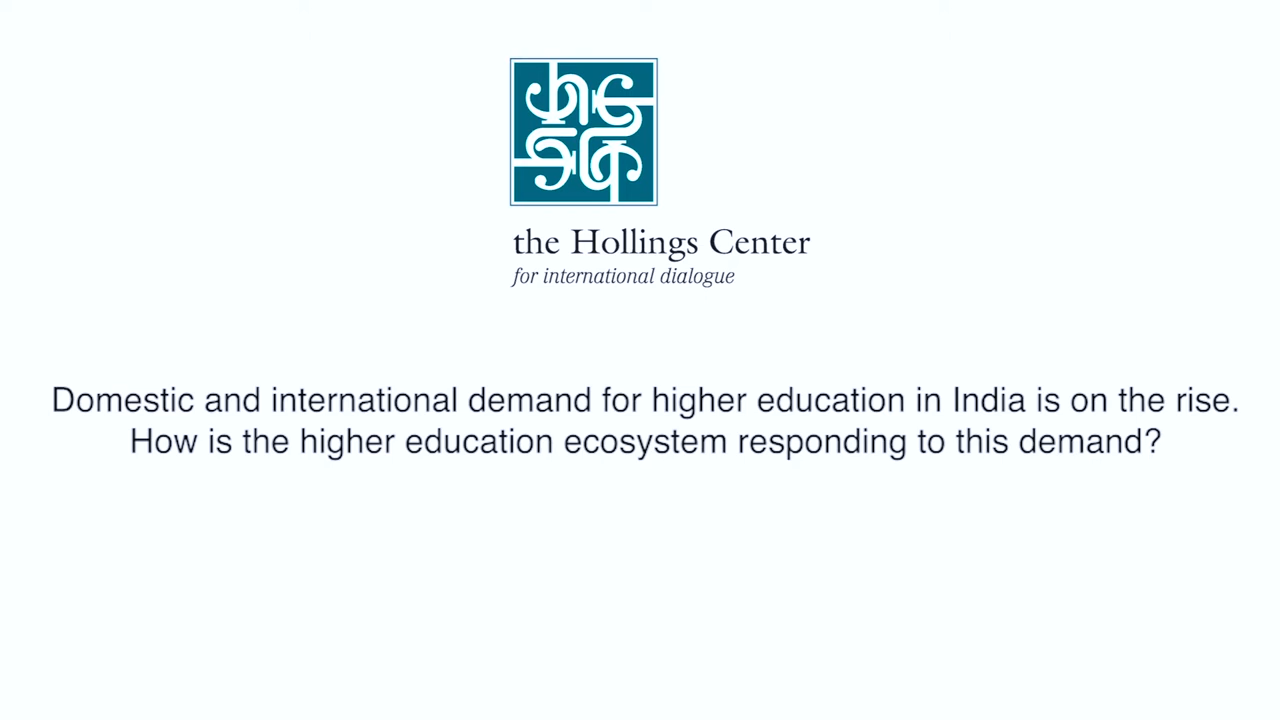 the Hollings Center
for international dialogue
Domestic and international demand for higher education in India is on the rise.
How is the higher education ecosystem responding to this demand?